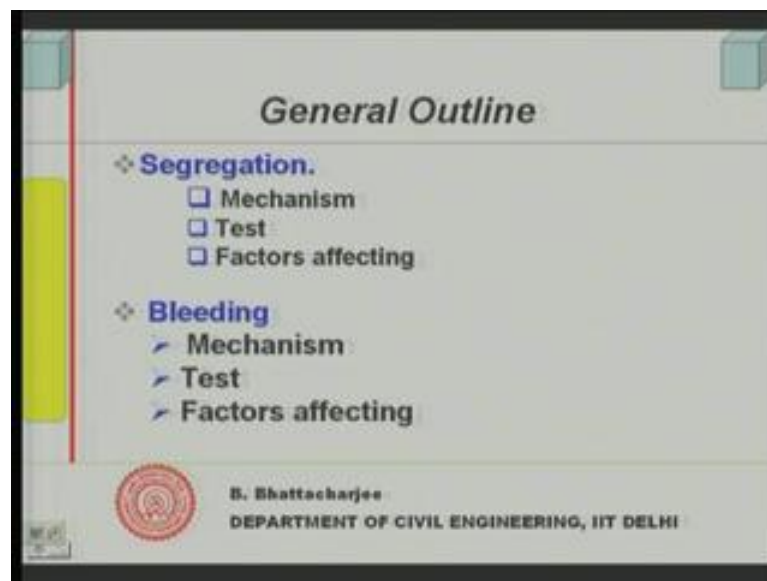 General Outline
Segregation.
Mechanism
Test
Factors affecting
Bleeding
Mechanism
Test
Factors affecting
B. Bhattacharjee
DEPARTMENT OF CIVIL ENGINEERING, IIT DELHI